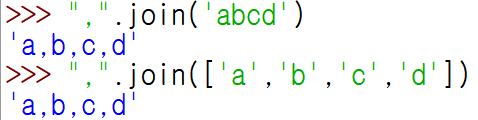 >>> ",".join('abcd')
'a,b,c,d'
>>> ",".join(['a','b','c','d'])
'a,b,c,d'